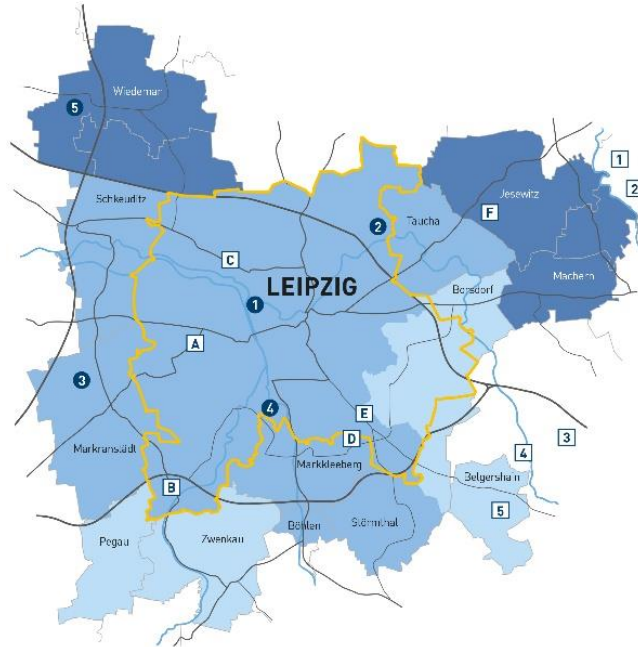 Wiedemar
5
1
2
Schkeuditz
Jesewitz
F
2
Taucha
C
Machern
LEIPZIG
Borsdorf
1
A
3
4
E
D
3
Markranstädt
Markkleeberg
4
Belgershain
B
5
Störmthal
Böhlen
Pegau
Zwenkau